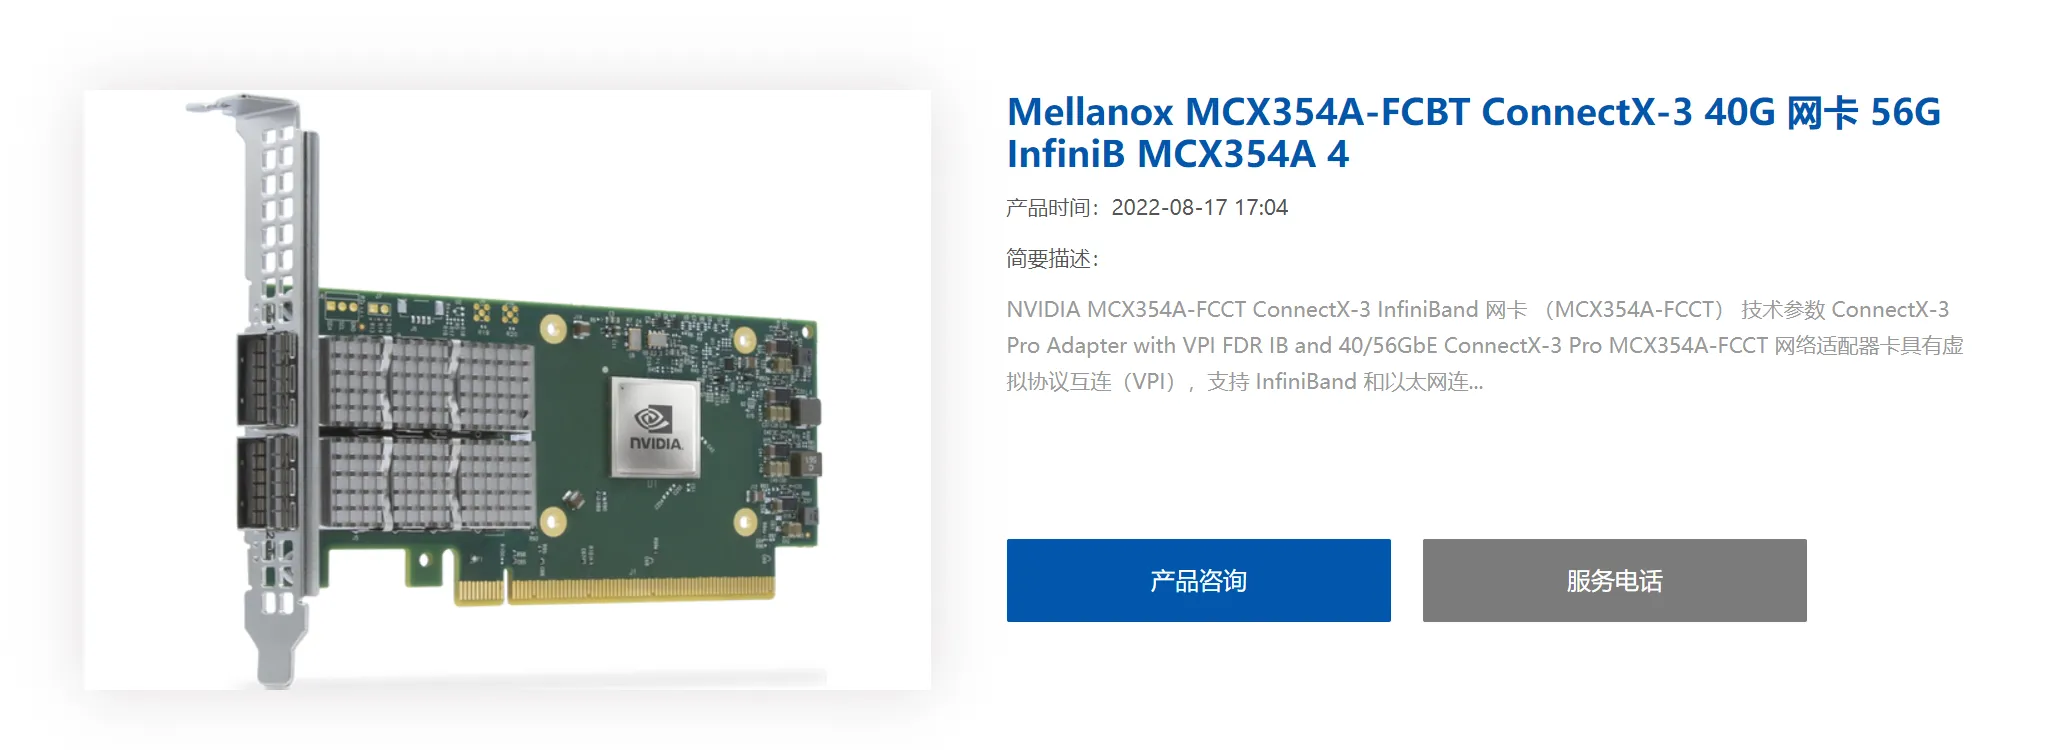 Mellanox MCX354A-FCBT ConnectX-3 40G 网卡 56G
InfiniB MCX354A 4
产品时间：2022-08-17 17:04
简要描述：
NVIDIA MCX354A-FCCT ConnectX-3 InfiniBand 网卡 （MCX354A-FCCT） 技术参数 ConnectX-3
Pro Adapter with VPI FDR IB and 40/56GbE ConnectX-3 Pro MCX354A-FCCT 网络适配器卡具有虚
拟协议互连（VPI），支持 InfiniBand 和以太网连...
产品咨询
服务电话
NVIDIA.